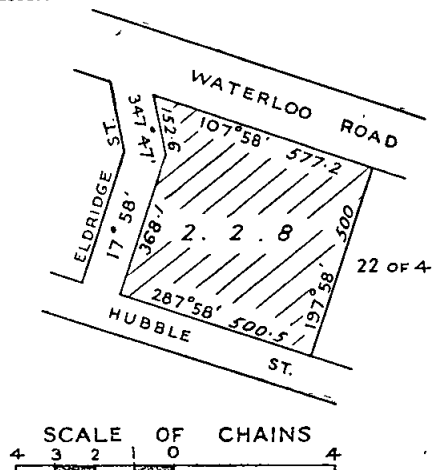 WATERLOO ROAD
107°58' 577.2
152.6
347°47'
ELDRIDGE ST.
17°58'
368.1
2. 2. 8
500
197°58'
22 OF 4
287°58' 500.5
HUBBLE ST.
SCALE OF CHAINS
4 3 2 1 0 4